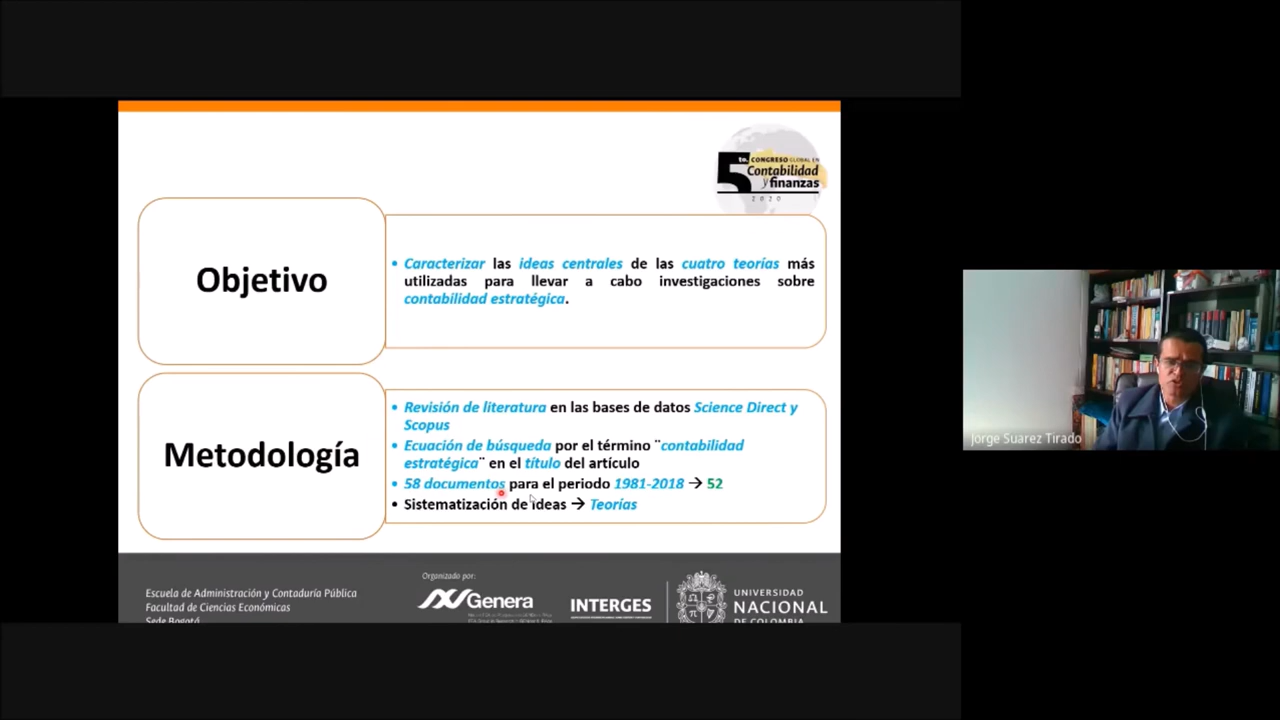 5to. CONGRESO GLOBAL EN
Contabilidad
y finanzas
2020
Objetivo
• Caracterizar las ideas centrales de las cuatro teorías más
utilizadas para llevar a cabo investigaciones sobre
contabilidad estratégica.
Metodología
• Revisión de literatura en las bases de datos Science Direct y
Scopus
• Ecuación de búsqueda por el término ¨contabilidad
estratégica¨ en el título del artículo
• 58 documentos para el periodo 1981-2018 → 52
• Sistematización de ideas → Teorías
Escuela de Administración y Contaduría Pública
Facultad de Ciencias Económicas
Sede Bogotá
Organizado por:
Genera
INTERGES
UNIVERSIDAD
NACIONAL
DE COLOMBIA
Jorge Suarez Tirado